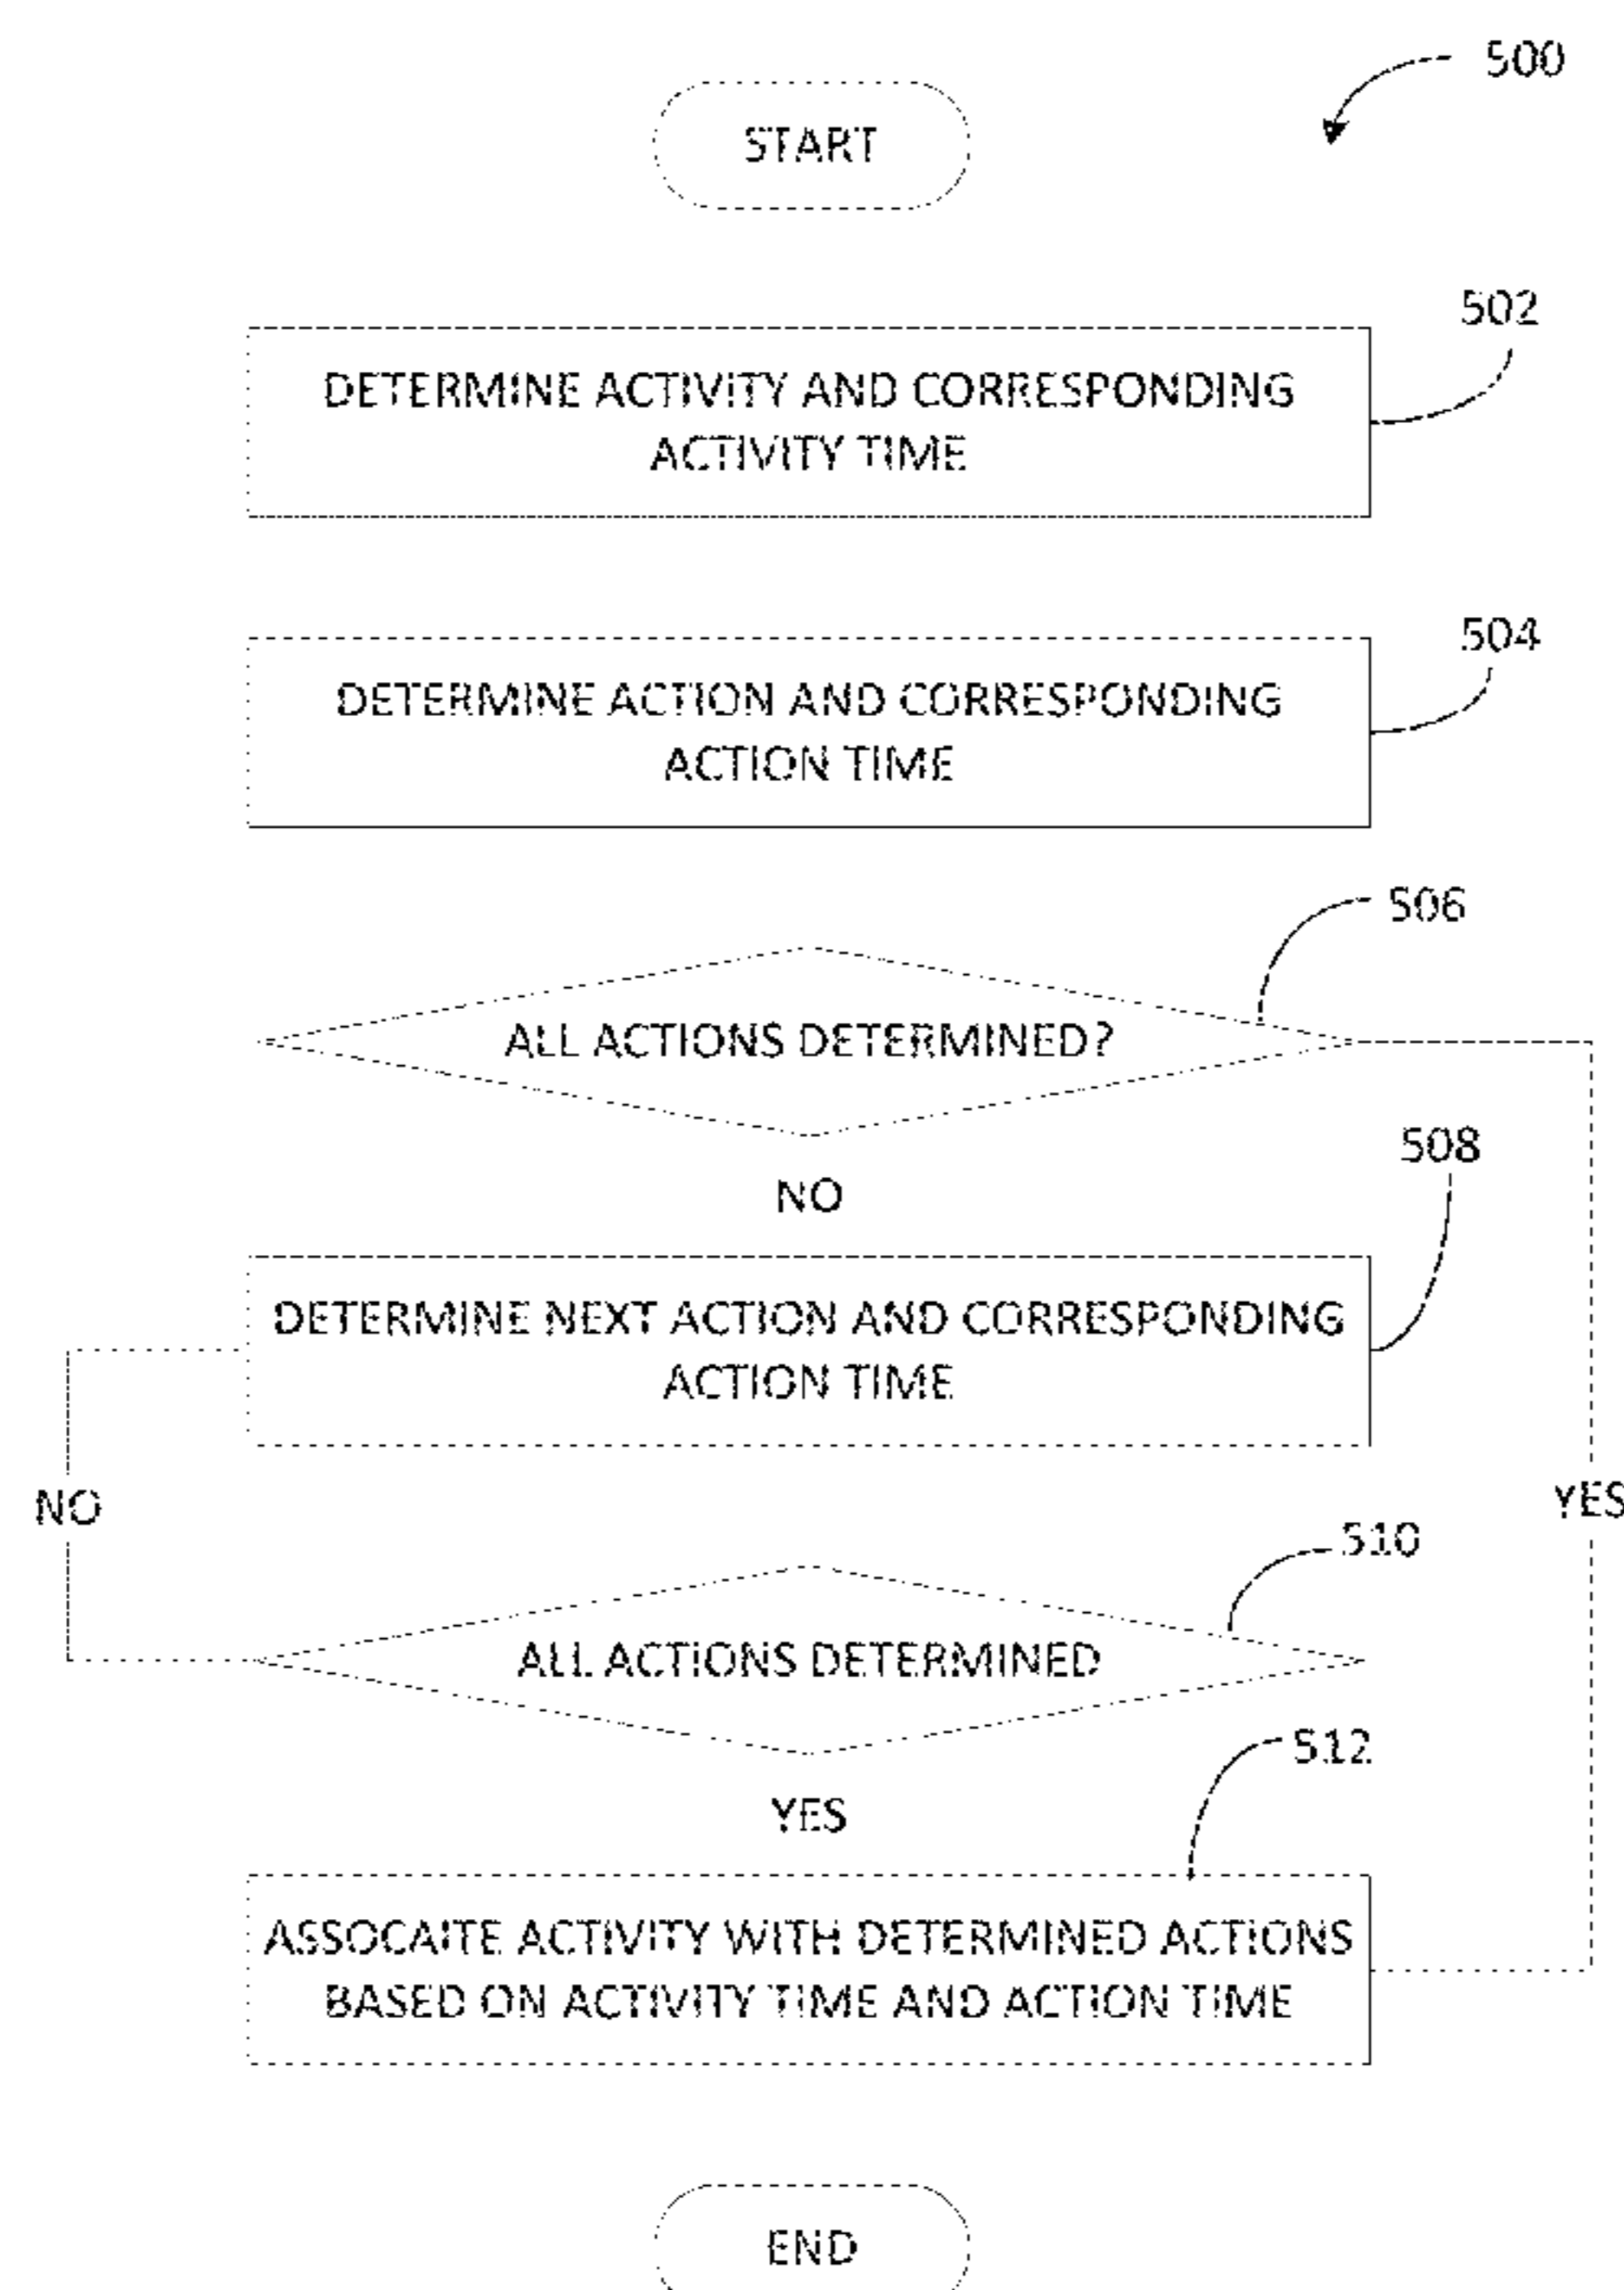 500
START
502
DETERMINE ACTIVITY AND CORRESPONDING
ACTIVITY TIME
504
DETERMINE ACTION AND CORRESPONDING
ACTION TIME
506
ALL ACTIONS DETERMINED?
508
NO
DETERMINE NEXT ACTION AND CORRESPONDING
ACTION TIME
NO
YES
510
ALL ACTIONS DETERMINED
512
YES
ASSOCAITE ACTIVITY WITH DETERMINED ACTIONS
BASED ON ACTIVITY TIME AND ACTION TIME
END